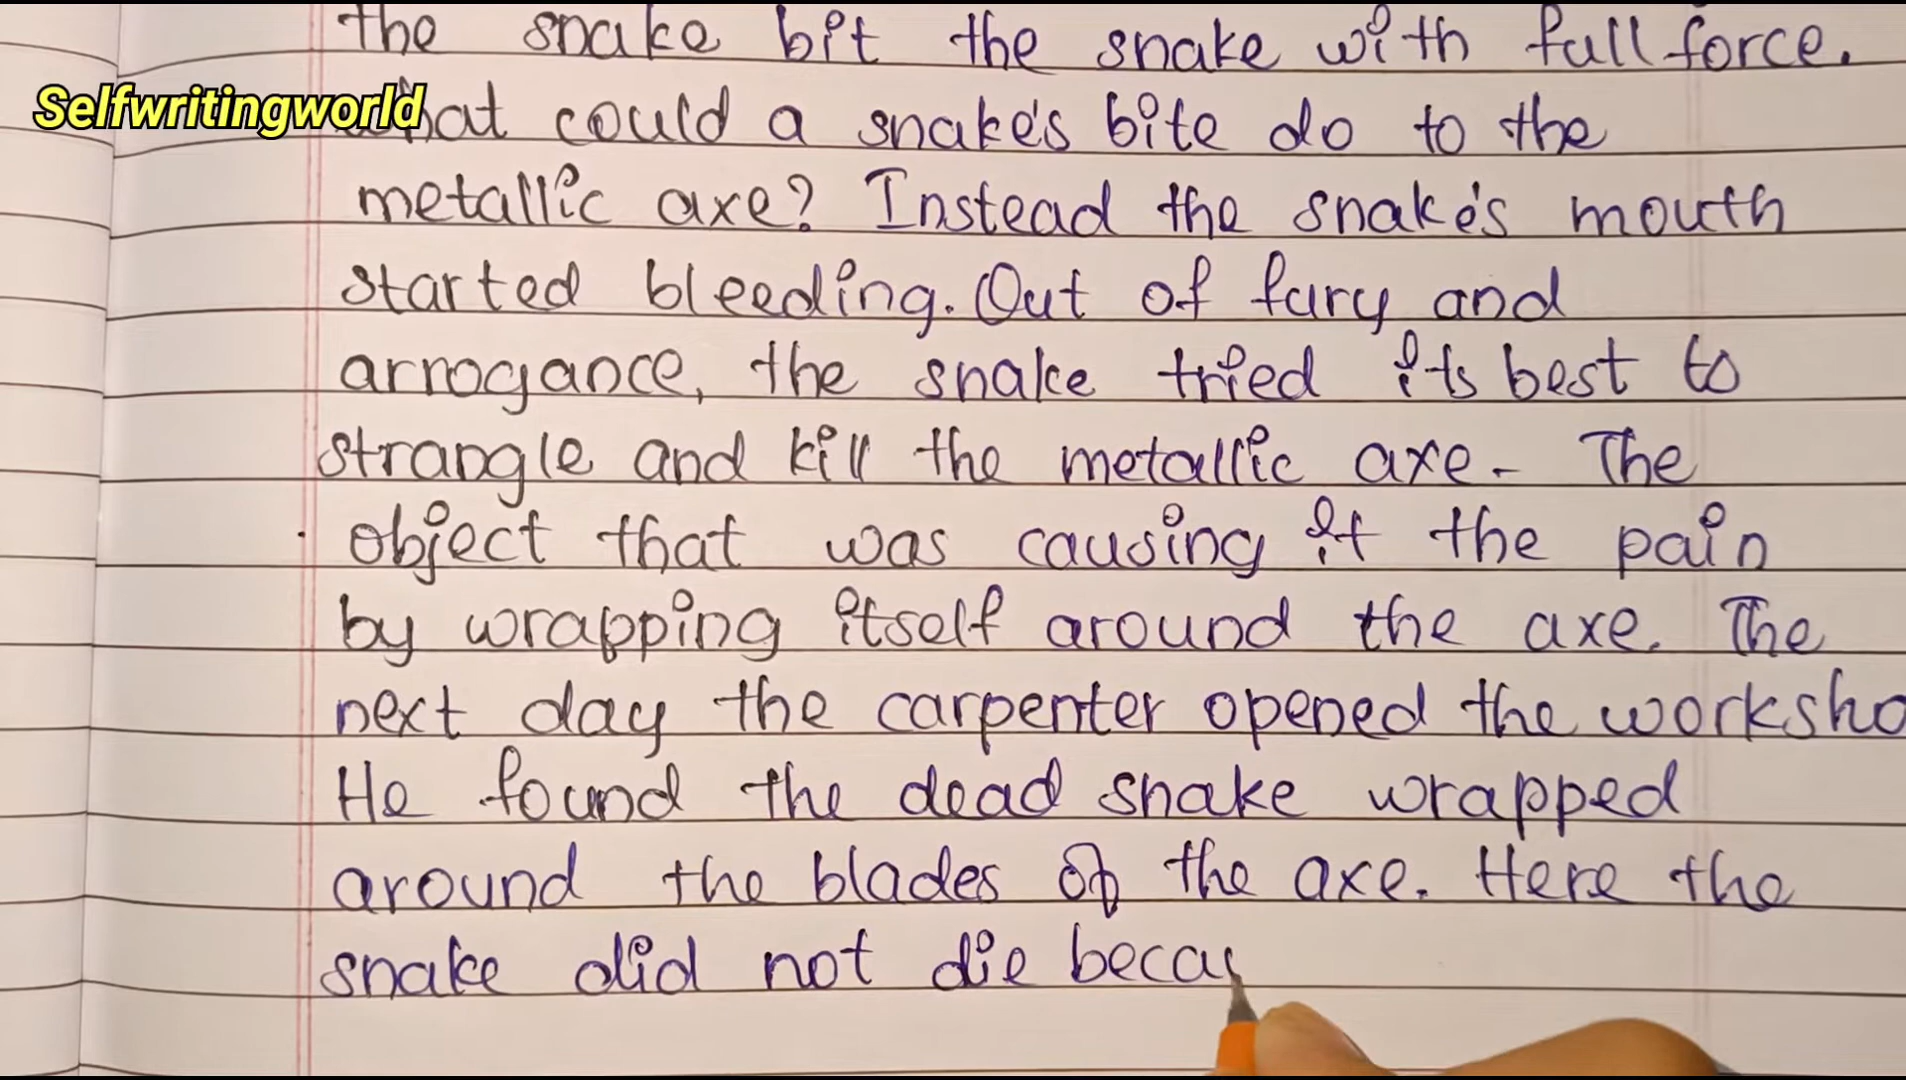 the snake bit the snake with full force.
Selfwritingworld
What could a snake's bite do to the
metallic axe? Instead the snake's mouth
started bleeding. Out of fury and
arrogance, the snake tried its best to
strangle and kill the metallic axe - The
object that was causing it the pain
by wrapping itself around the axe. The
next day the carpenter opened the worksho
He found the dead snake wrapped
around the blades of the axe. Here the
snake did not die becau